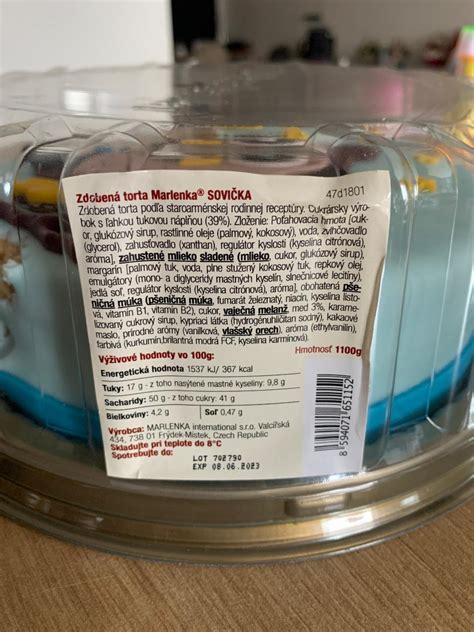 Zdobená torta Marlenka® SOVIČKA
47d1801
Zdobená torta podľa staroarménskej rodinnej receptúry. Cukrársky výro-
bok s ľahkou tukovou náplňou (39%). Zloženie: Poťahovacia hmota [cuk-
or, glukózový sirup, rastlinné oleje (palmový, kokosový), voda, zvlhčovadlo
(glycerol), zahusťovadlo (xanthan), regulátor kyslosti (kyselina citrónová),
aróma], zahustené mlieko sladené (mlieko, cukor, glukózový sirup),
margarín [palmový tuk, voda, plne stužený kokosový tuk, repkový olej,
emulgátory (mono- a diglyceridy mastných kyselín, slnečnicové lecitíny),
jedlá soľ, regulátor kyslosti (kyselina citrónová), aróma], obohatená pše-
ničná múka (pšeničná múka, fumarát železnatý, niacín, kyselina listo-
vá, vitamín B1, vitamín B2), cukor, vaječná melanž, med 3%, karame-
lizovaný cukrový sirup, kypriaci látka (hydrogénuhličitan sodný), kakaové
maslo, prírodné arómy (vanilková, vlašský orech), aróma (ethylvanilin),
farbivá (kurkumín,brilantná modrá FCF, kyselina karmínová).
Výživové hodnoty vo 100g:
Hmotnosť 1100g
Energetická hodnota 1537 kJ/ 367 kcal
Tuky: 17 g - z toho nasýtené mastné kyseliny: 9,8 g
Sacharidy: 50 g - z toho cukry: 41 g
Bielkoviny: 4,2 g Soľ 0,47 g
Výrobca: MARLENKA international s.r.o. Valcířská
434, 738 01 Frýdek-Místek, Czech Republic
Skladujte pri teplote do 8°C
Spotrebujte do:
LOT 702790
EXP 08.06.2023
8 594071 651152